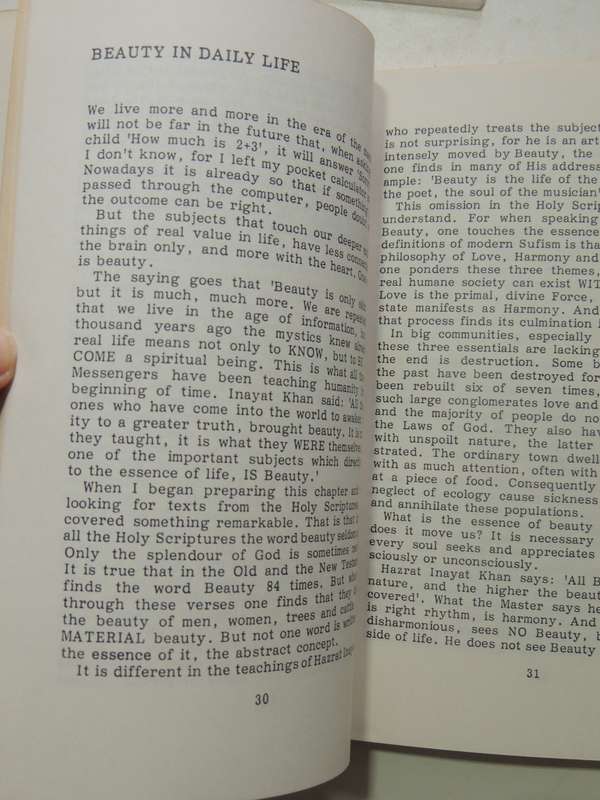 BEAUTY IN DAILY LIFE
We live more and more in the era of the
will not be far in the future that, when
child 'How much is 2+3', it will answer
I don't know, for I left my pocket calculator
Nowadays it is already so that if something
passed through the computer, people doubt
the outcome can be right.
But the subjects that touch our deeper
things of real value in life, have less
the brain only, and more with the heart.
is beauty.
The saying goes that 'Beauty is only
but it is much, much more. We are
that we live in the age of information,
thousand years ago the mystics knew
real life means not only to KNOW, but to
COME a spiritual being. This is what all
Messengers have been teaching humanity
beginning of time. Inayat Khan said: 'All
ones who have come into the world to awaken
ity to a greater truth, brought beauty. It is
they taught, it is what they WERE themselves
one of the important subjects which
to the essence of life, IS Beauty.'
When I began preparing this chapter and
looking for texts from the Holy Scriptures
covered something remarkable. That is that
all the Holy Scriptures the word beauty seldom
Only the splendour of God is sometimes
It is true that in the Old and the New
finds the word Beauty 84 times. But
through these verses one finds that they
the beauty of men, women, trees and cattle
MATERIAL beauty. But not one word is
the essence of it, the abstract concept.
It is different in the teachings of Hazrat
30
who repeatedly treats the subject
is not surprising, for he is an art
intensely moved by Beauty, the
one finds in many of His address
ample: 'Beauty is the life of the
the poet, the soul of the musician'
This omission in the Holy Scrip
understand. For when speaking
Beauty, one touches the essence
definitions of modern Sufism is tha
philosophy of Love, Harmony and
one ponders these three themes,
real humane society can exist WIT
Love is the primal, divine Force,
state manifests as Harmony. And
that process finds its culmination i
In big communities, especially
these three essentials are lacking
the end is destruction. Some b
the past have been destroyed for
been rebuilt six of seven times,
such large conglomerates love and
and the majority of people do no
the Laws of God. They also hav
with unspoilt nature, the latter
strated. The ordinary town dwell
with as much attention, often with
at a piece of food. Consequently
neglect of ecology cause sickness
and annihilate these populations.
What is the essence of beauty
does it move us? It is necessary
every soul seeks and appreciates
sciously or unconsciously.
Hazrat Inayat Khan says: 'All B
nature, and the higher the beaut
covered'. What the Master says he
is right rhythm, is harmony. And
disharmonious, sees NO Beauty, b
side of life. He does not see Beauty
31